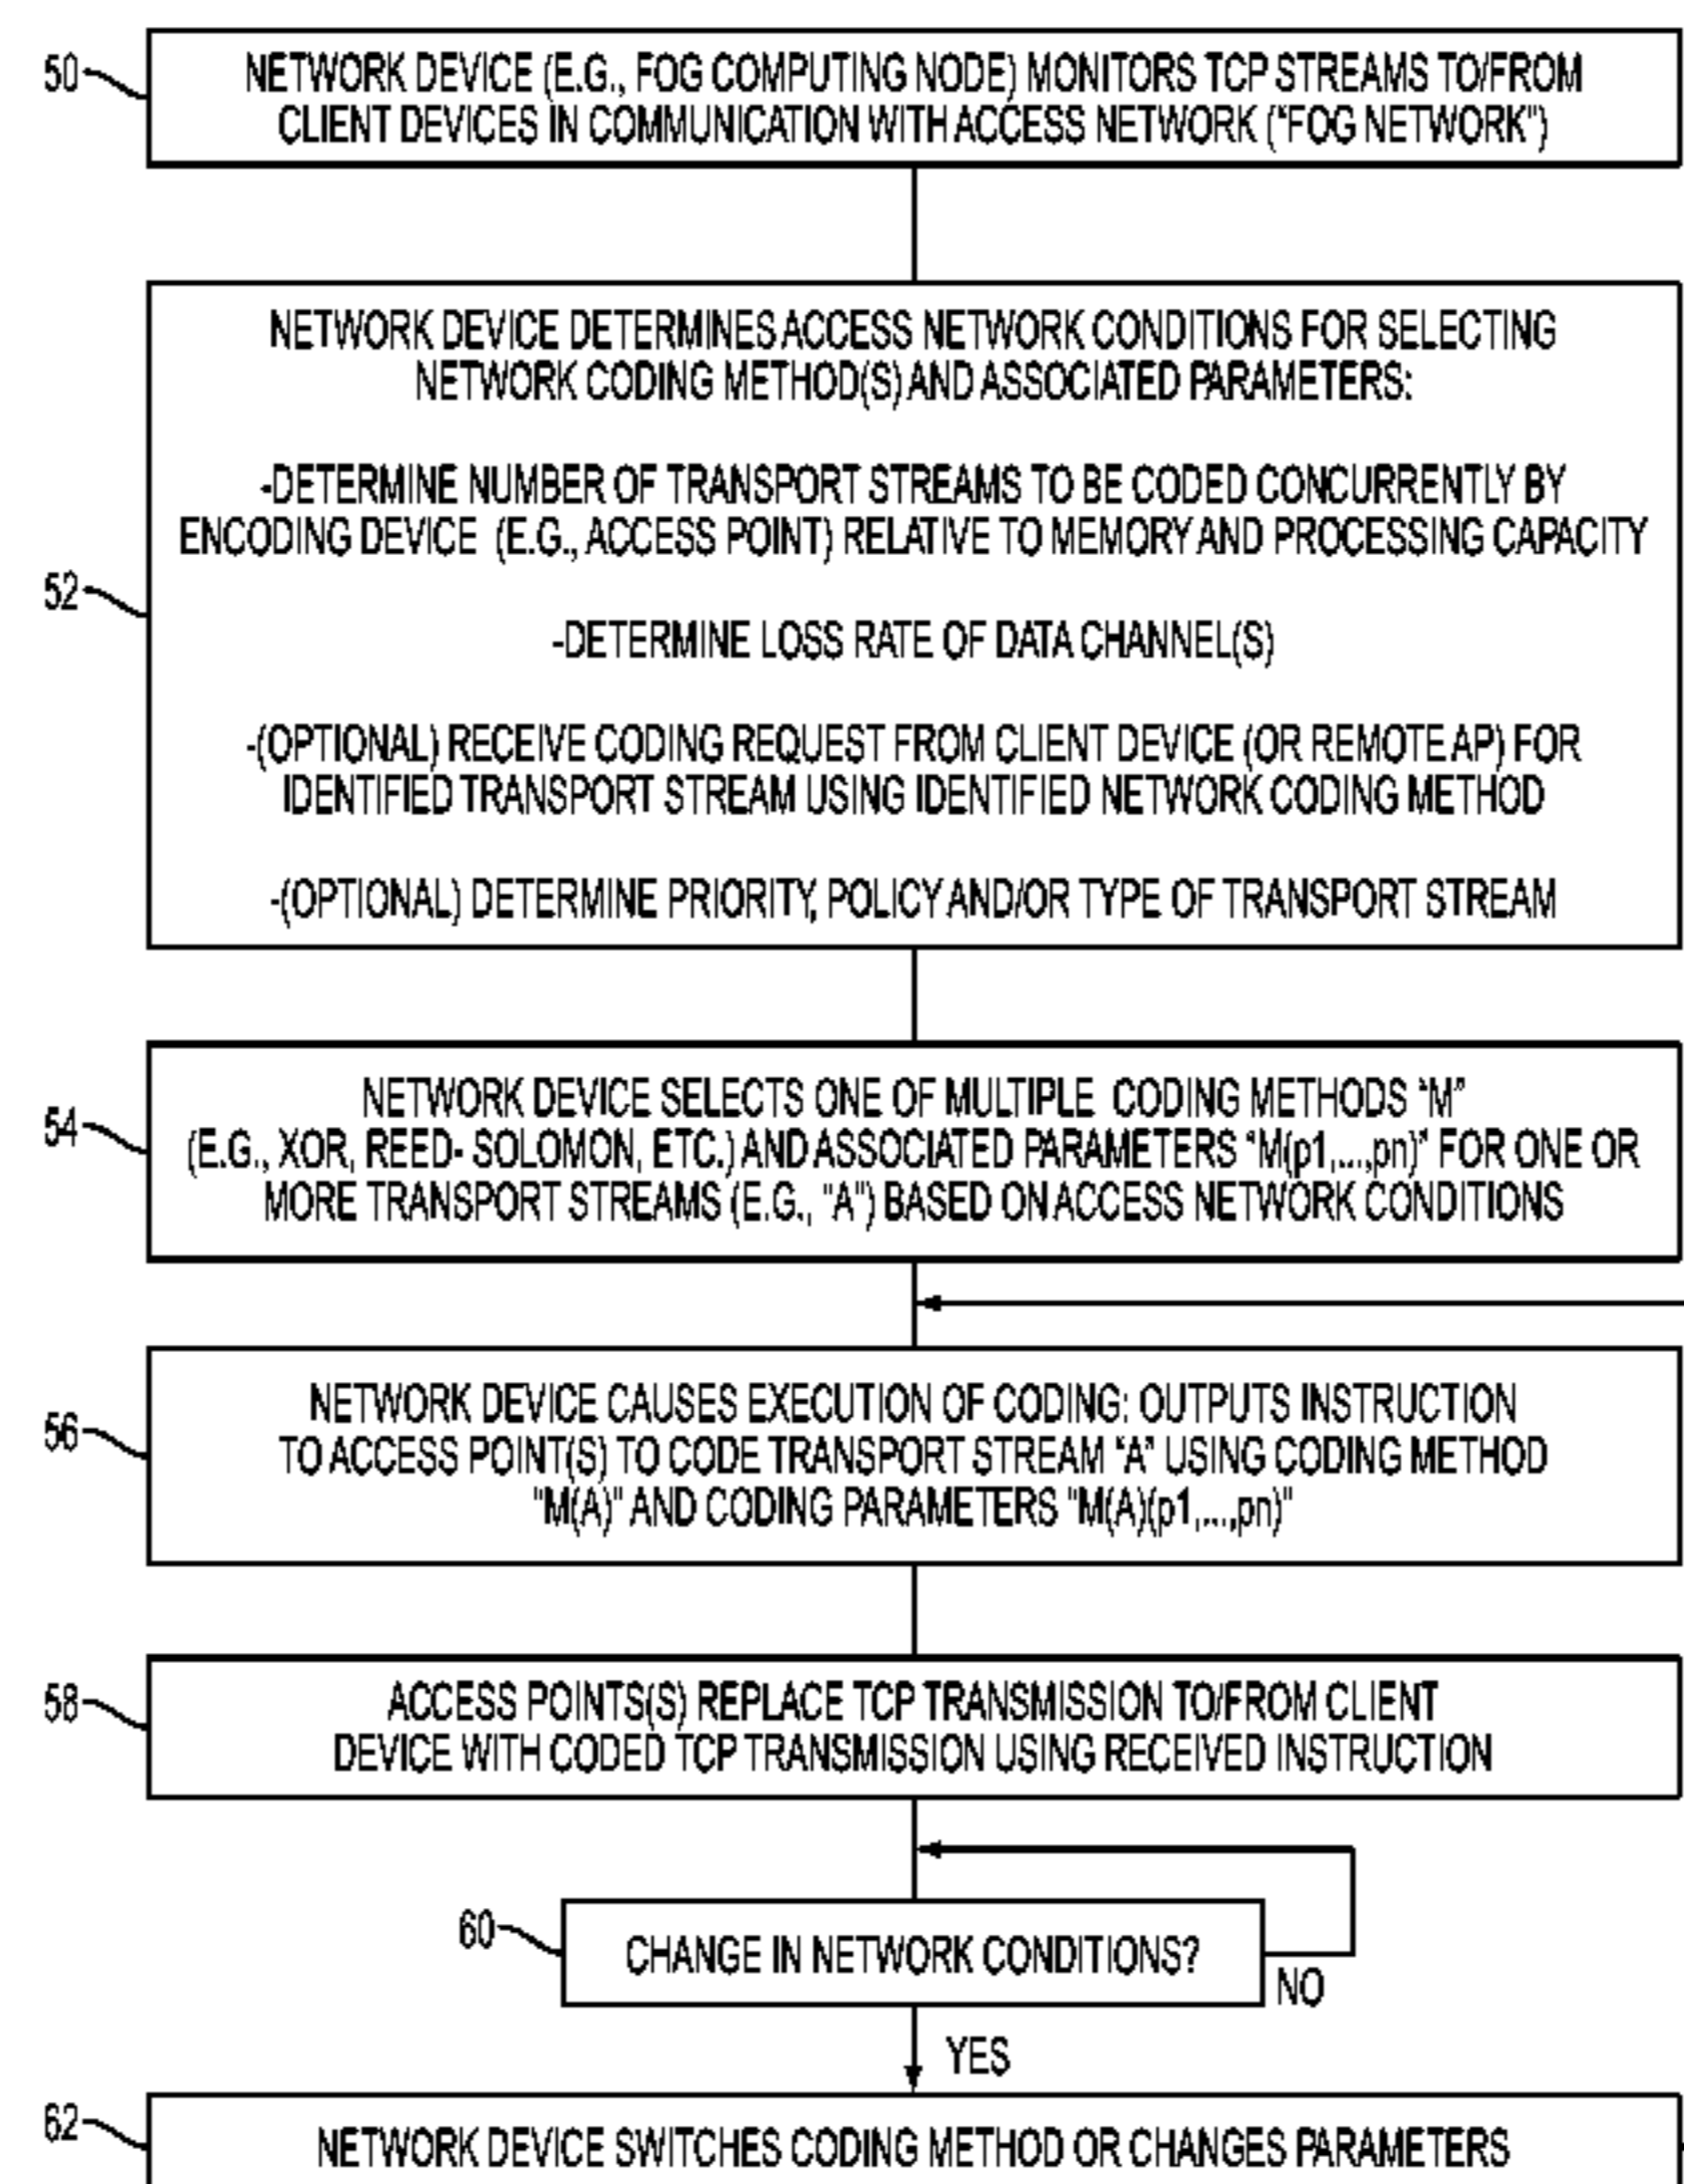 50
NETWORK DEVICE (E.G., FOG COMPUTING NODE) MONITORS TCP STREAMS TO/FROM
CLIENT DEVICES IN COMMUNICATION WITH ACCESS NETWORK ("FOG NETWORK")
52
NETWORK DEVICE DETERMINES ACCESS NETWORK CONDITIONS FOR SELECTING
NETWORK CODING METHOD(S) AND ASSOCIATED PARAMETERS:
-DETERMINE NUMBER OF TRANSPORT STREAMS TO BE CODED CONCURRENTLY BY
ENCODING DEVICE (E.G., ACCESS POINT) RELATIVE TO MEMORY AND PROCESSING CAPACITY
-DETERMINE LOSS RATE OF DATA CHANNEL(S)
-(OPTIONAL) RECEIVE CODING REQUEST FROM CLIENT DEVICE (OR REMOTE AP) FOR
IDENTIFIED TRANSPORT STREAM USING IDENTIFIED NETWORK CODING METHOD
-(OPTIONAL) DETERMINE PRIORITY, POLICY AND/OR TYPE OF TRANSPORT STREAM
54
NETWORK DEVICE SELECTS ONE OF MULTIPLE CODING METHODS "M"
(E.G., XOR, REED- SOLOMON, ETC.) AND ASSOCIATED PARAMETERS "M(p1,...,pn)" FOR ONE OR
MORE TRANSPORT STREAMS (E.G., "A") BASED ON ACCESS NETWORK CONDITIONS
56
NETWORK DEVICE CAUSES EXECUTION OF CODING: OUTPUTS INSTRUCTION
TO ACCESS POINT(S) TO CODE TRANSPORT STREAM "A" USING CODING METHOD
"M(A)" AND CODING PARAMETERS "M(A)(p1,...,pn)"
58
ACCESS POINTS(S) REPLACE TCP TRANSMISSION TO/FROM CLIENT
DEVICE WITH CODED TCP TRANSMISSION USING RECEIVED INSTRUCTION
60
CHANGE IN NETWORK CONDITIONS?
NO
YES
62
NETWORK DEVICE SWITCHES CODING METHOD OR CHANGES PARAMETERS